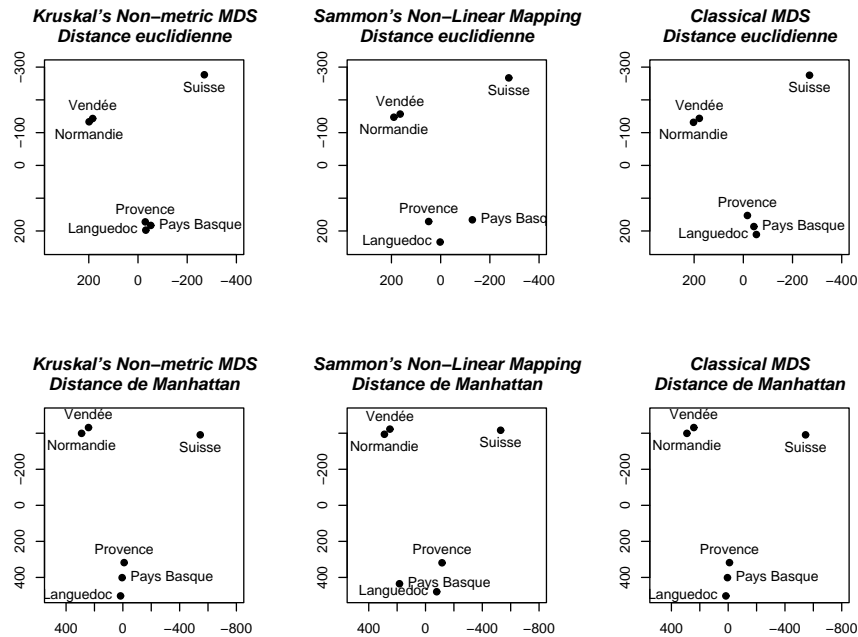 Kruskal's Non−metric MDS
Distance euclidienne
−300
−100
0
200
Suisse
Vendée
Normandie
Provence
Languedoc
Pays Basque
200 0 −200 −400
Sammon's Non−Linear Mapping
Distance euclidienne
−300
−100
0
200
Suisse
Vendée
Normandie
Provence
Pays Basq
Languedoc
200 0 −200 −400
Classical MDS
Distance euclidienne
−300
−100
0
200
Suisse
Vendée
Normandie
Provence
Pays Basque
Languedoc
200 0 −200 −400
Kruskal's Non−metric MDS
Distance de Manhattan
−200
0
200
400
Vendée
Normandie
Suisse
Provence
Pays Basque
Languedoc
400 0 −400 −800
Sammon's Non−Linear Mapping
Distance de Manhattan
−200
0
200
400
Vendée
Normandie
Suisse
Provence
Pays Basque
Languedoc
400 0 −400 −800
Classical MDS
Distance de Manhattan
−200
0
200
400
Vendée
Normandie
Suisse
Provence
Pays Basque
Languedoc
400 0 −400 −800